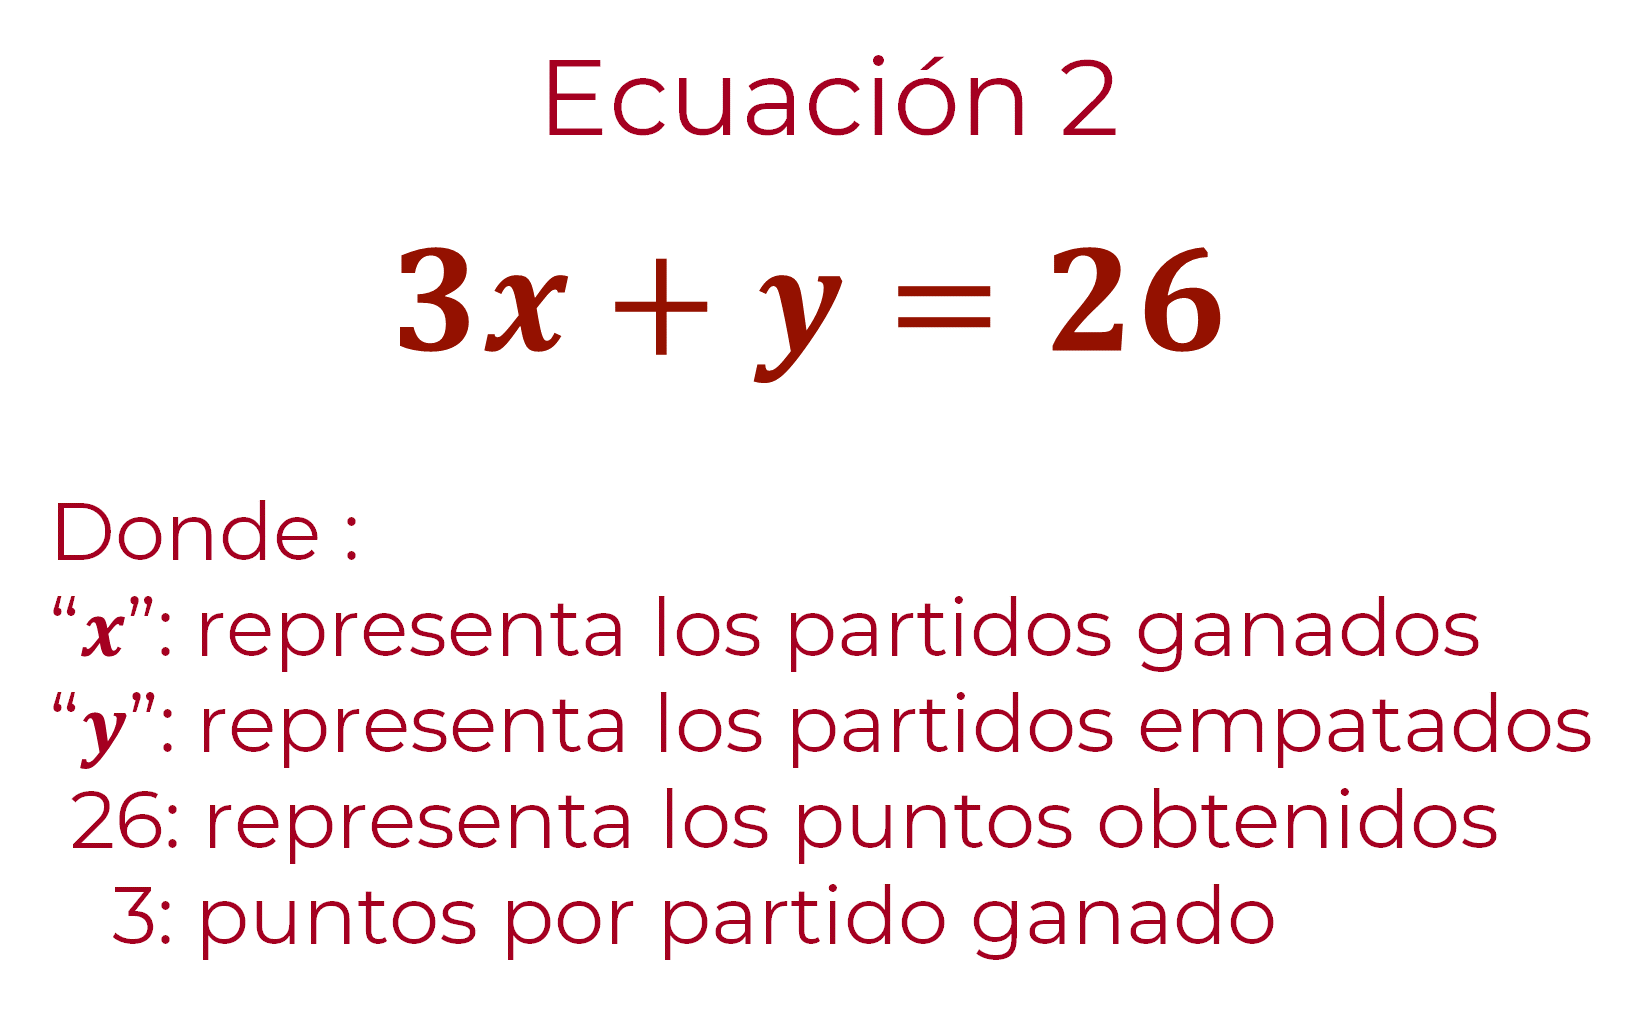 Ecuación 2
3x + y = 26
Donde :
“x”: representa los partidos ganados
“y”: representa los partidos empatados
26: representa los puntos obtenidos
3: puntos por partido ganado